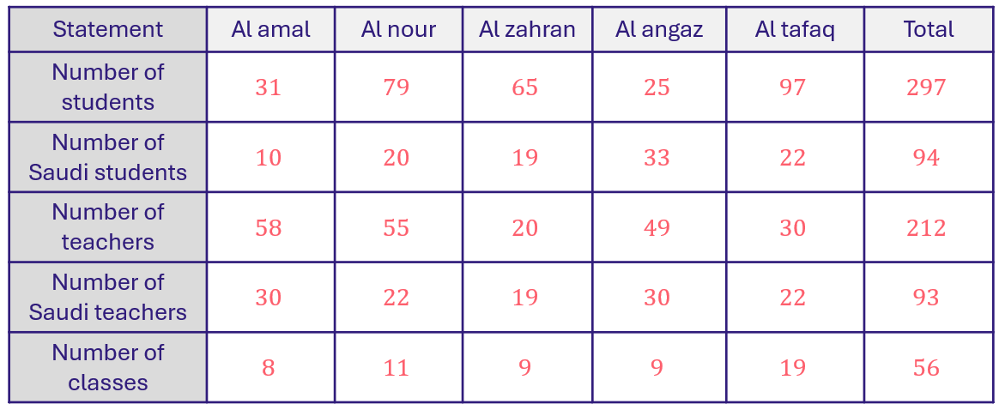 Statement Al amal Al nour Al zahran Al angaz Al tafaq Total
Number of
students 31 79 65 25 97 297
Number of
Saudi students 10 20 19 33 22 94
Number of
teachers 58 55 20 49 30 212
Number of
Saudi teachers 30 22 19 30 22 93
Number of
classes 8 11 9 9 19 56